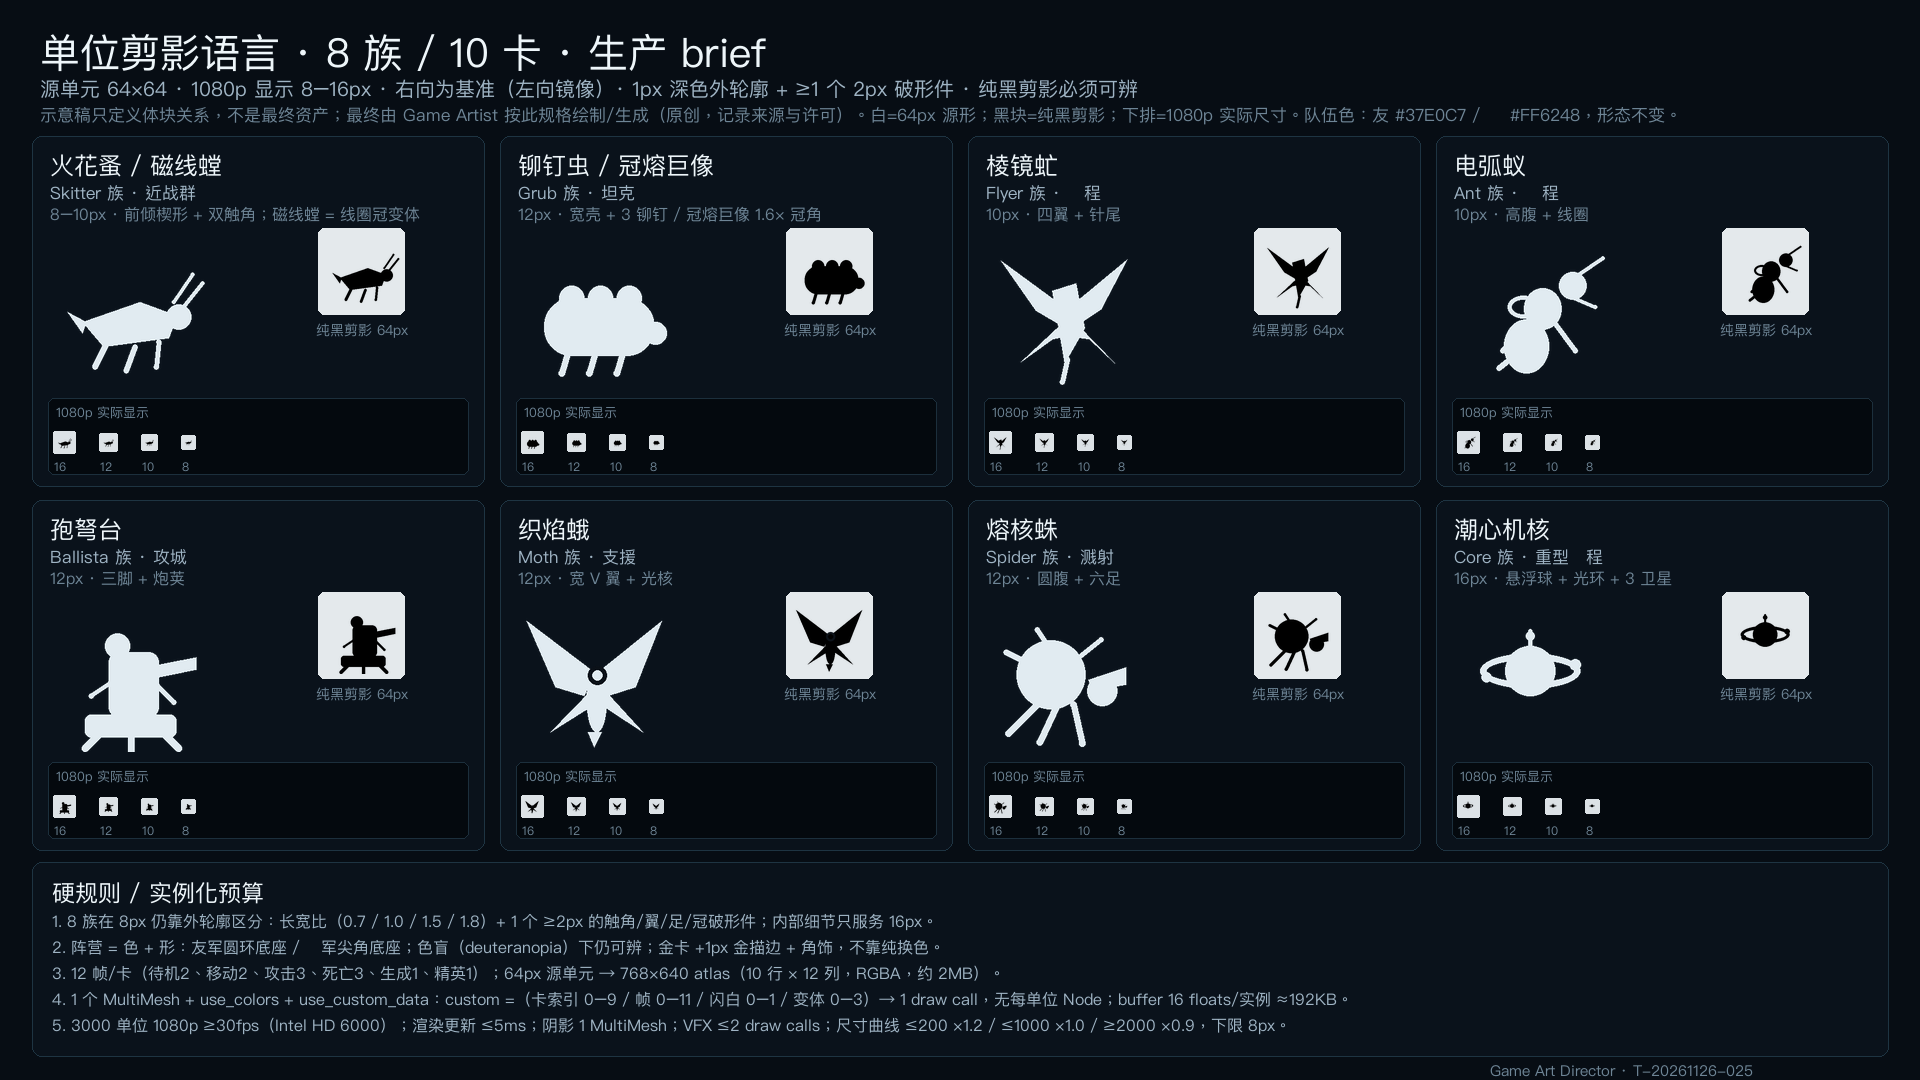 单位剪影语言 · 8 族 / 10 卡 · 生产 brief
源单元 64×64 · 1080p 显示 8—16px · 右向为基准（左向镜像）· 1px 深色外轮廓 + ≥1 个 2px 破形件 · 纯黑剪影必须可辨
示意稿只定义体块关系，不是最终资产；最终由 Game Artist 按此规格绘制/生成（原创，记录来源与许可）。白=64px 源形；黑块=纯黑剪影；下排=1080p 实际尺寸。队伍色：友 #37E0C7 / #FF6248，形态不变。
火花蚤 / 磁线螳
Skitter 族 · 近战群
8—10px · 前倾楔形 + 双触角；磁线螳 = 线圈冠变体
纯黑剪影 64px
1080p 实际显示
16 12 10 8
铆钉虫 / 冠熔巨像
Grub 族 · 坦克
12px · 宽壳 + 3 铆钉 / 冠熔巨像 1.6× 冠角
纯黑剪影 64px
1080p 实际显示
16 12 10 8
棱镜虻
Flyer 族 · 程
10px · 四翼 + 针尾
纯黑剪影 64px
1080p 实际显示
16 12 10 8
电弧蚁
Ant 族 · 程
10px · 高腹 + 线圈
纯黑剪影 64px
1080p 实际显示
16 12 10 8
孢弩台
Ballista 族 · 攻城
12px · 三脚 + 炮荚
纯黑剪影 64px
1080p 实际显示
16 12 10 8
织焰蛾
Moth 族 · 支援
12px · 宽 V 翼 + 光核
纯黑剪影 64px
1080p 实际显示
16 12 10 8
熔核蛛
Spider 族 · 溅射
12px · 圆腹 + 六足
纯黑剪影 64px
1080p 实际显示
16 12 10 8
潮心机核
Core 族 · 重型 程
16px · 悬浮球 + 光环 + 3 卫星
纯黑剪影 64px
1080p 实际显示
16 12 10 8
硬规则 / 实例化预算
1. 8 族在 8px 仍靠外轮廓区分：长宽比（0.7 / 1.0 / 1.5 / 1.8）+ 1 个 ≥2px 的触角/翼/足/冠破形件；内部细节只服务 16px。
2. 阵营 = 色 + 形：友军圆环底座 / 军尖角底座；色盲（deuteranopia）下仍可辨；金卡 +1px 金描边 + 角饰，不靠纯换色。
3. 12 帧/卡（待机2、移动2、攻击3、死亡3、生成1、精英1）；64px 源单元 → 768×640 atlas（10 行 × 12 列，RGBA，约 2MB）。
4. 1 个 MultiMesh + use_colors + use_custom_data：custom =（卡索引 0—9 / 帧 0—11 / 闪白 0—1 / 变体 0—3）→ 1 draw call，无每单位 Node；buffer 16 floats/实例 ≈192KB。
5. 3000 单位 1080p ≥30fps（Intel HD 6000）；渲染更新 ≤5ms；阴影 1 MultiMesh；VFX ≤2 draw calls；尺寸曲线 ≤200 ×1.2 / ≤1000 ×1.0 / ≥2000 ×0.9，下限 8px。
Game Art Director · T-20261126-025